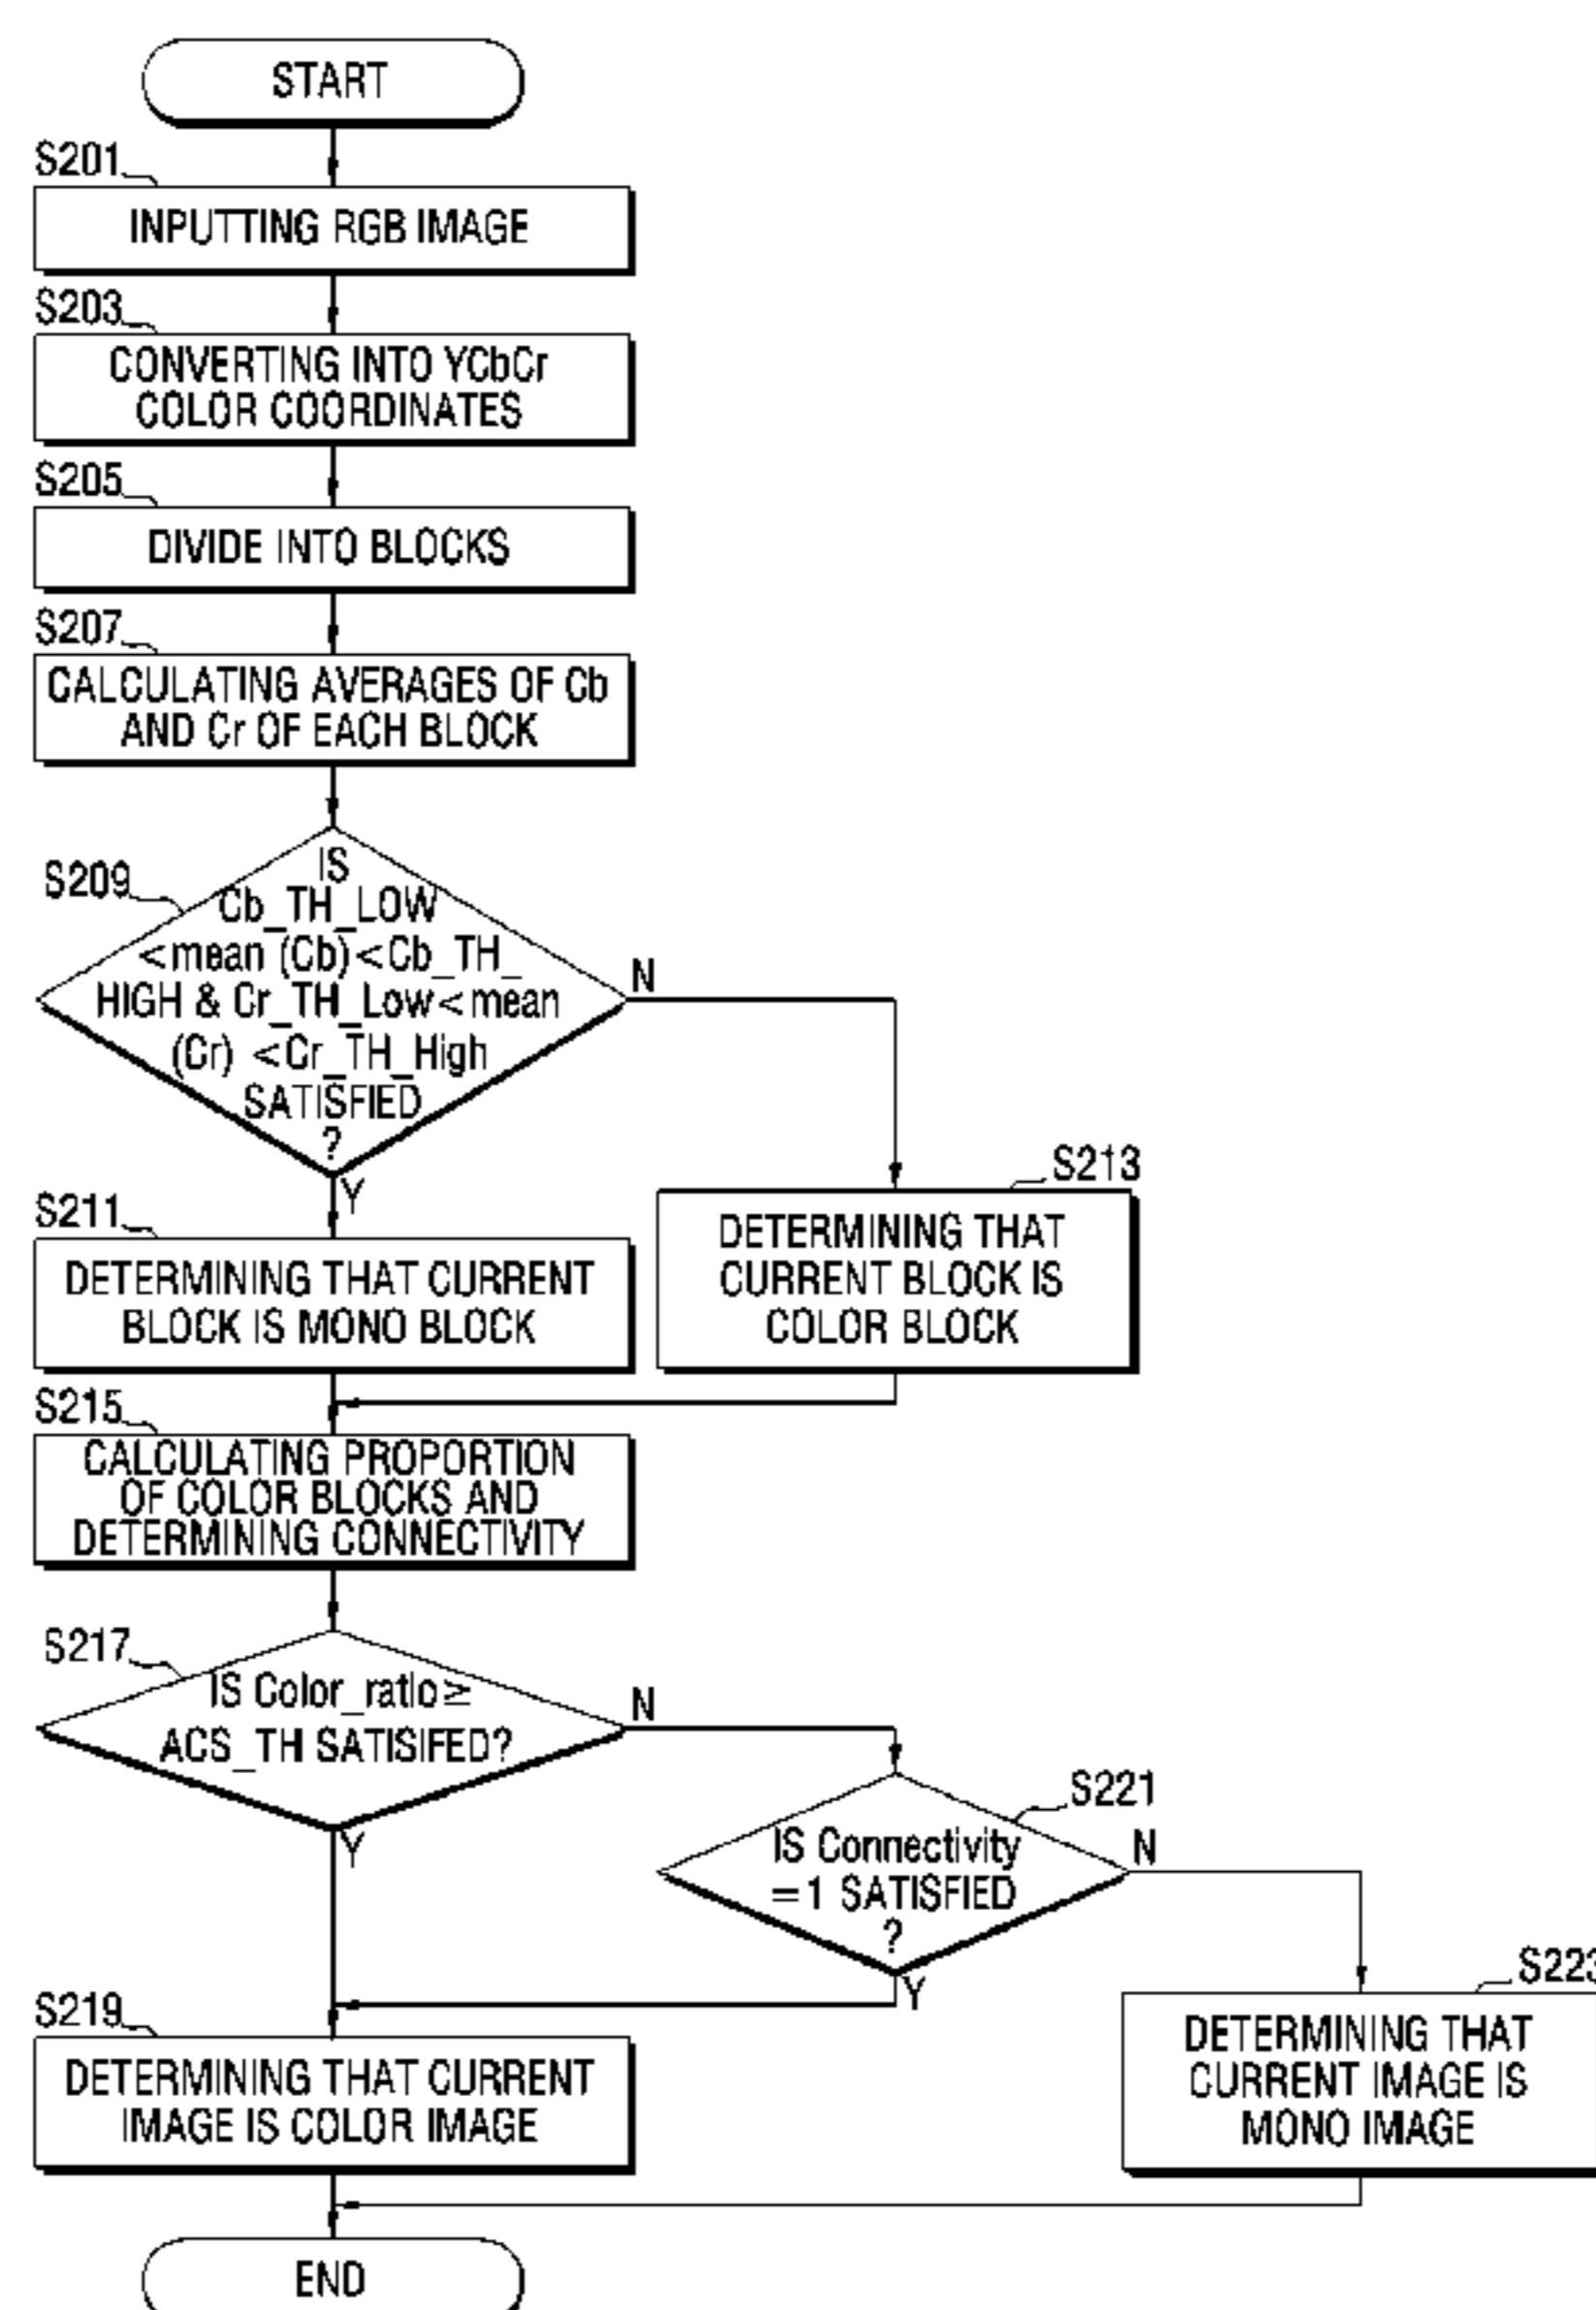 START
S201
INPUTTING RGB IMAGE
S203
CONVERTING INTO YCbCr
COLOR COORDINATES
S205
DIVIDE INTO BLOCKS
S207
CALCULATING AVERAGES OF Cb
AND Cr OF EACH BLOCK
S209
IS
Cb_TH_LOW
<mean (Cb)<Cb_TH_
HIGH & Cr_TH_Low<mean
(Cr) <Cr_TH_High
SATISFIED
?
N
Y
S211
DETERMINING THAT CURRENT
BLOCK IS MONO BLOCK
S213
DETERMINING THAT
CURRENT BLOCK IS
COLOR BLOCK
S215
CALCULATING PROPORTION
OF COLOR BLOCKS AND
DETERMINING CONNECTIVITY
S217
IS Color_ratio≥
ACS_TH SATISIFED?
N
Y
S221
IS Connectivity
=1 SATISFIED
?
N
Y
S219
DETERMINING THAT CURRENT
IMAGE IS COLOR IMAGE
S223
DETERMINING THAT
CURRENT IMAGE IS
MONO IMAGE
END